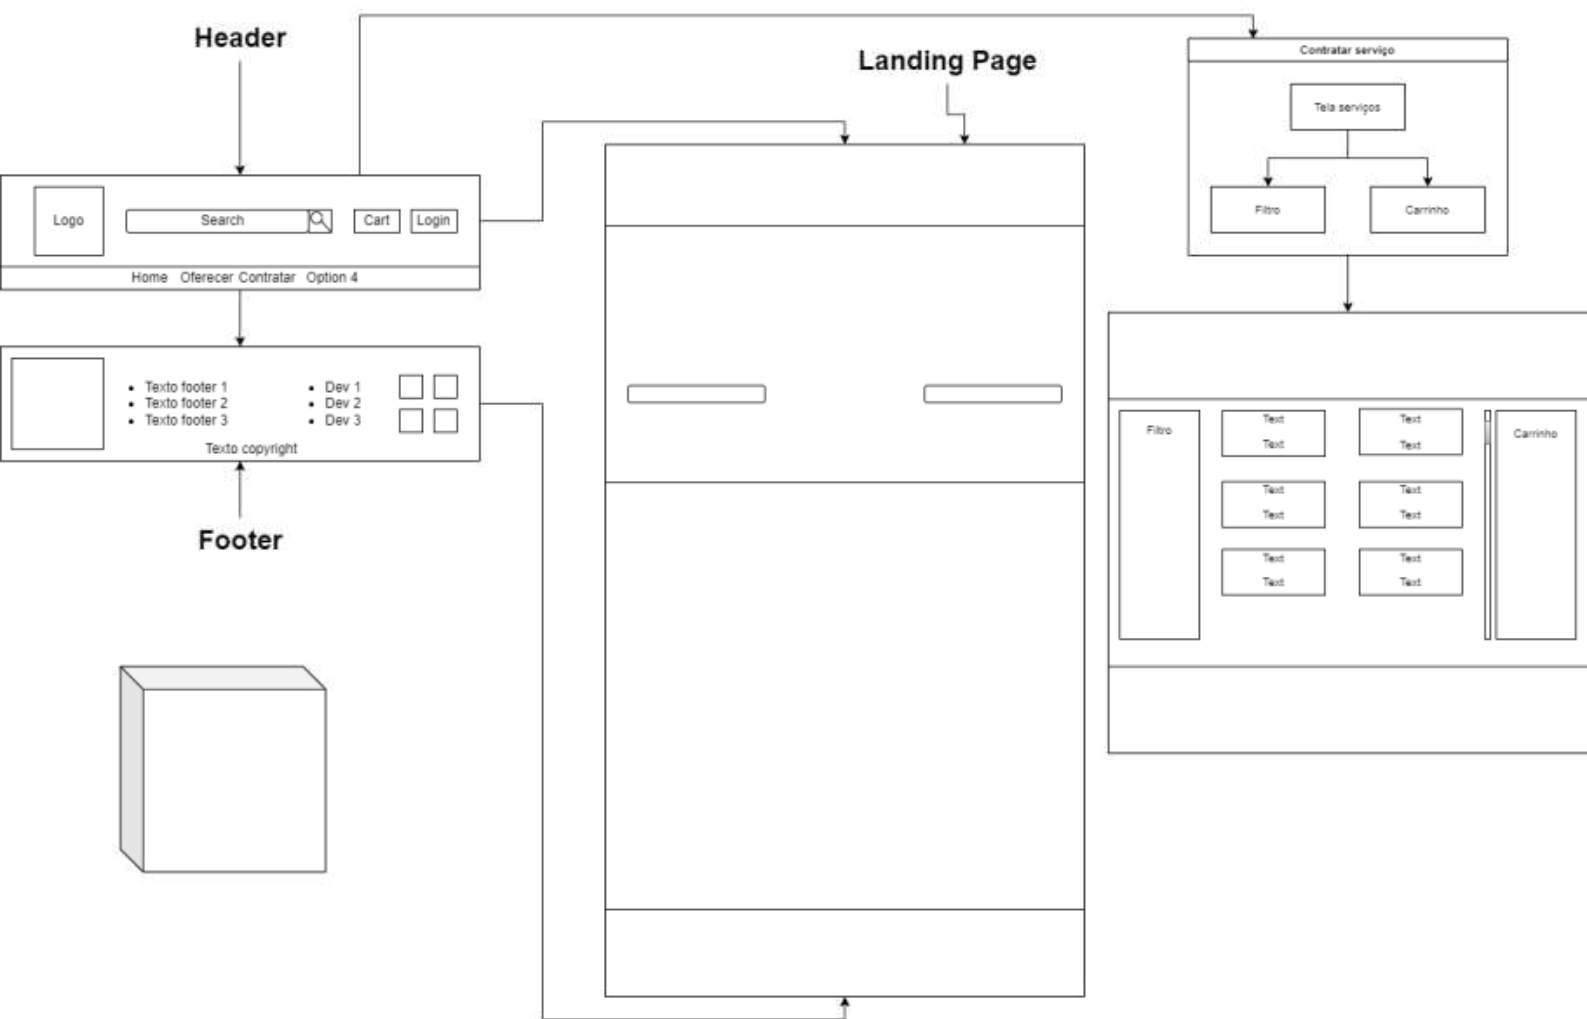 Header
Landing Page
Contratar serviço
Tela serviços
Filtro
Carrinho
Logo
Search
Cart
Login
Home Oferecer Contratar Option 4
Texto footer 1
Texto footer 2
Texto footer 3
Dev 1
Dev 2
Dev 3
Texto copyright
Footer
Filtro
Text
Text
Text
Text
Text
Text
Text
Text
Text
Text
Text
Text
Carrinho